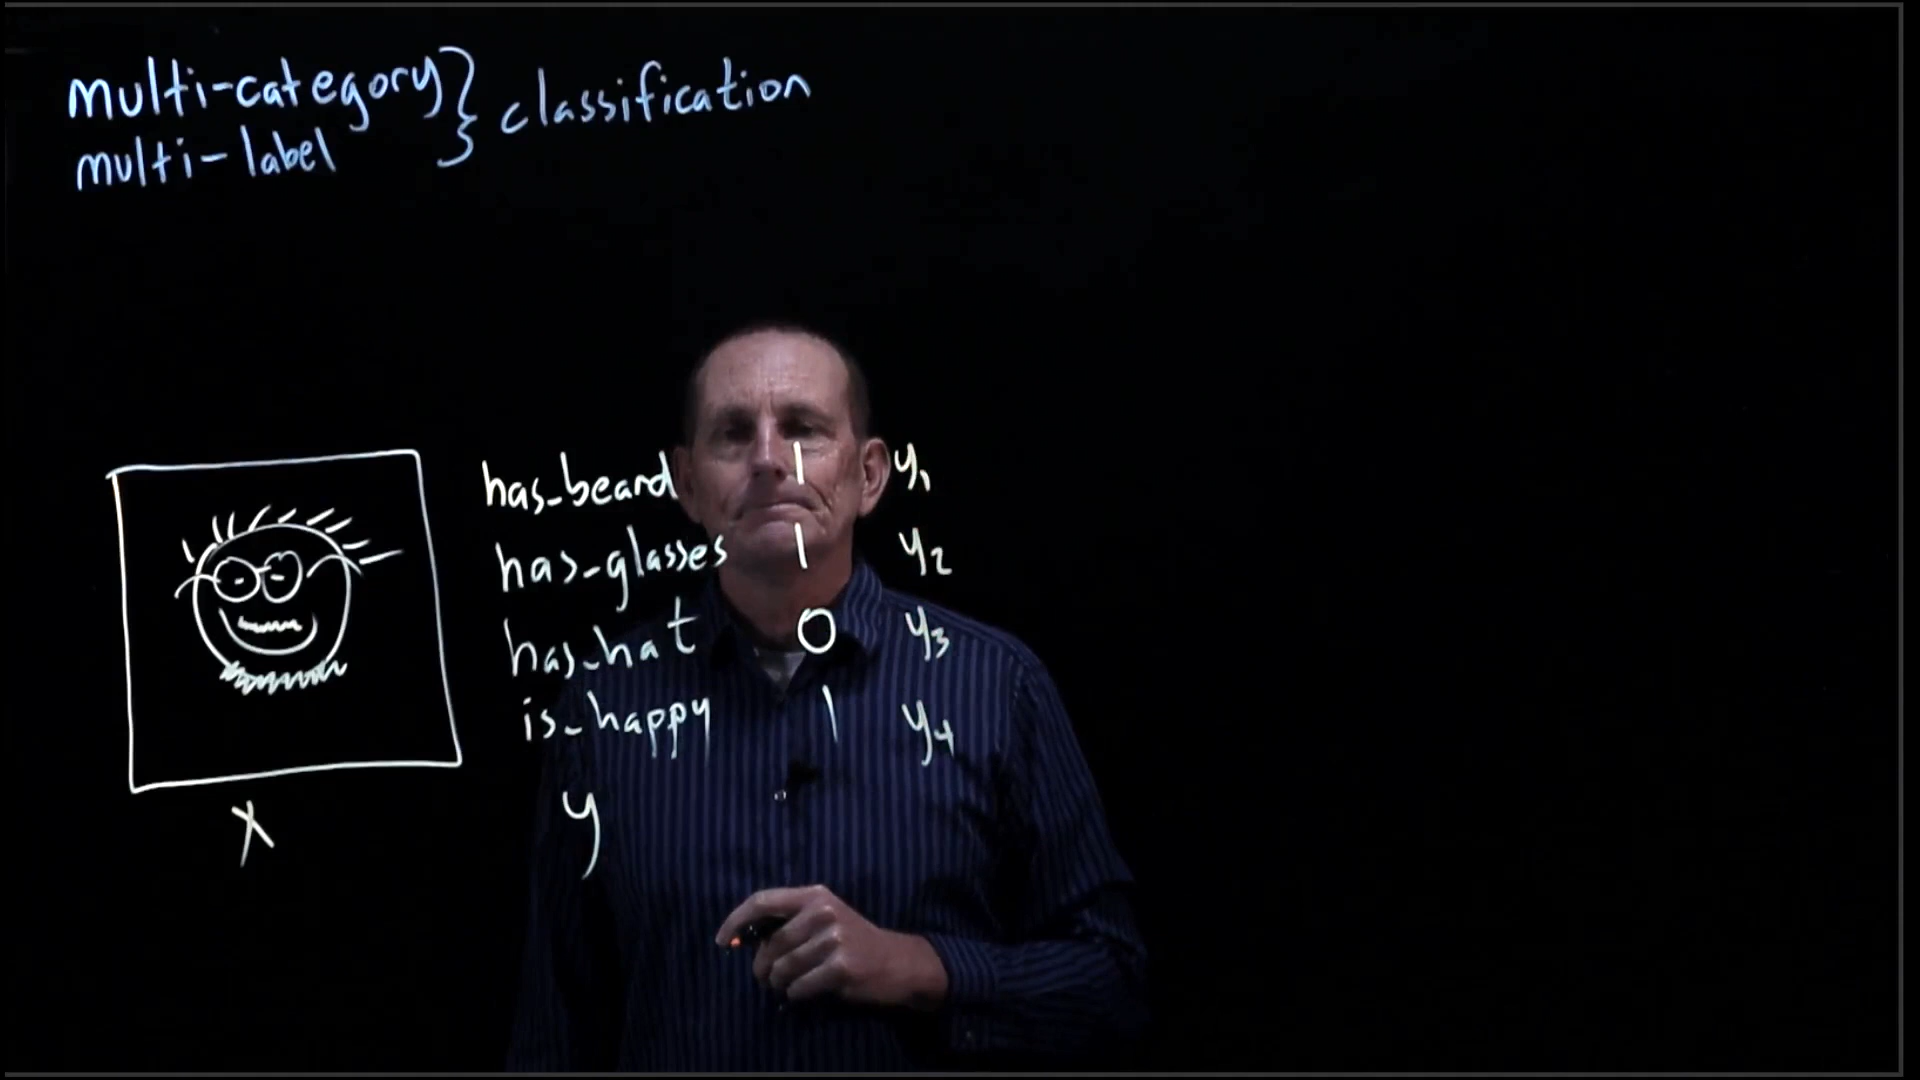 multi-category } classification
multi-label
has_beard 1 y₁
has_glasses 1 y₂
has_hat 0 y₃
is_happy 1 y₄
x y